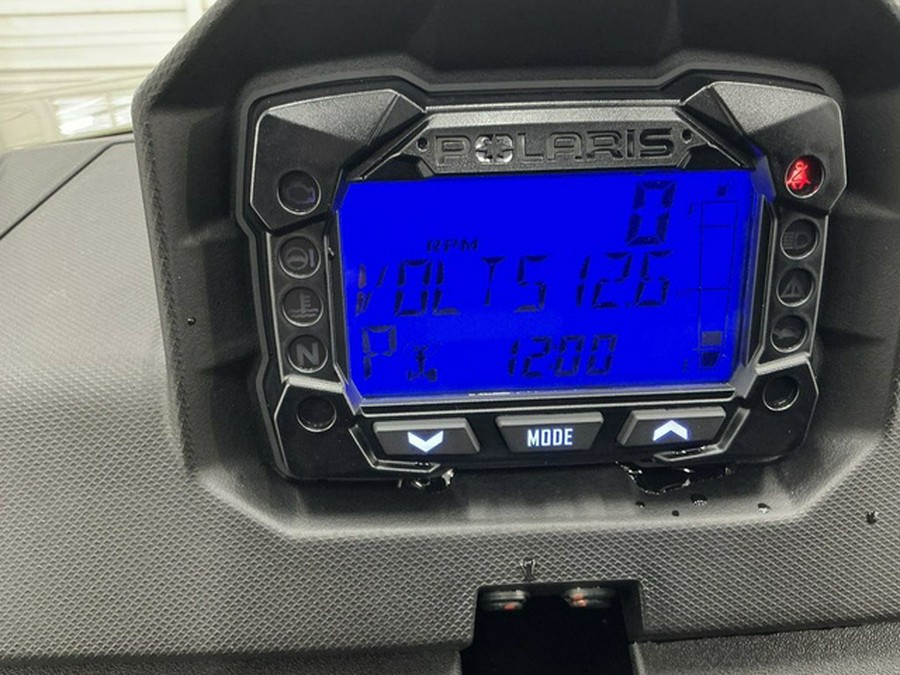 POLARIS
0
RPM
VOLTS 12.6
P 1200
N
MODE